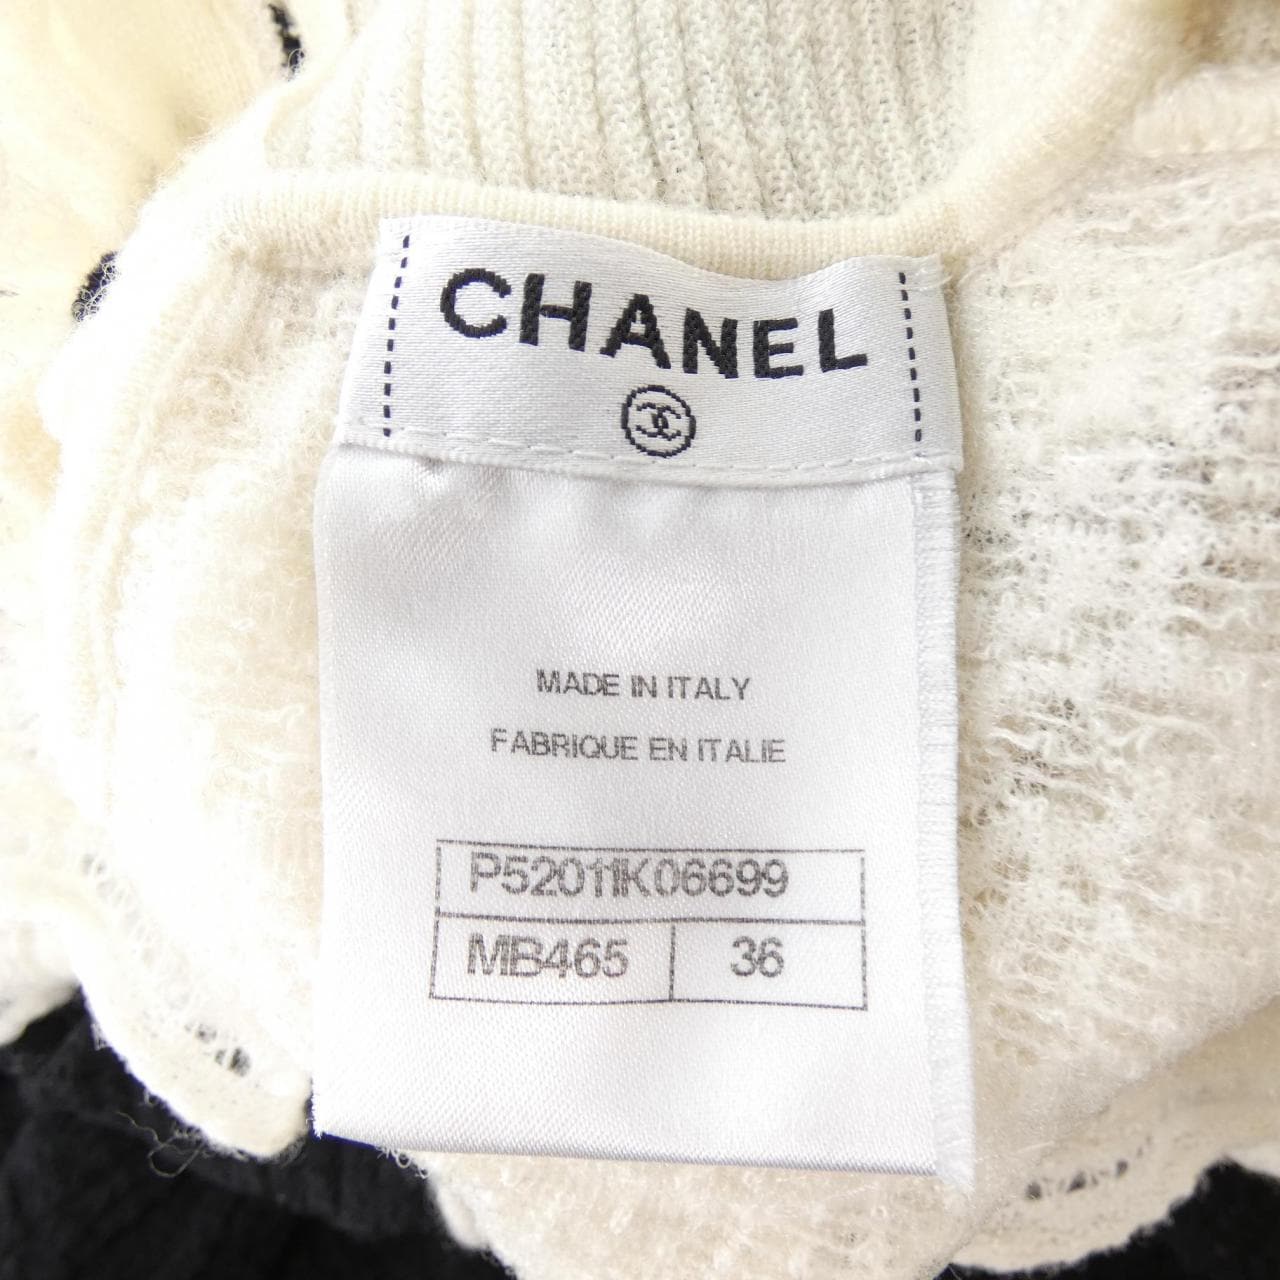 CHANEL
MADE IN ITALY
FABRIQUE EN ITALIE
P52011K06699
MB465 36